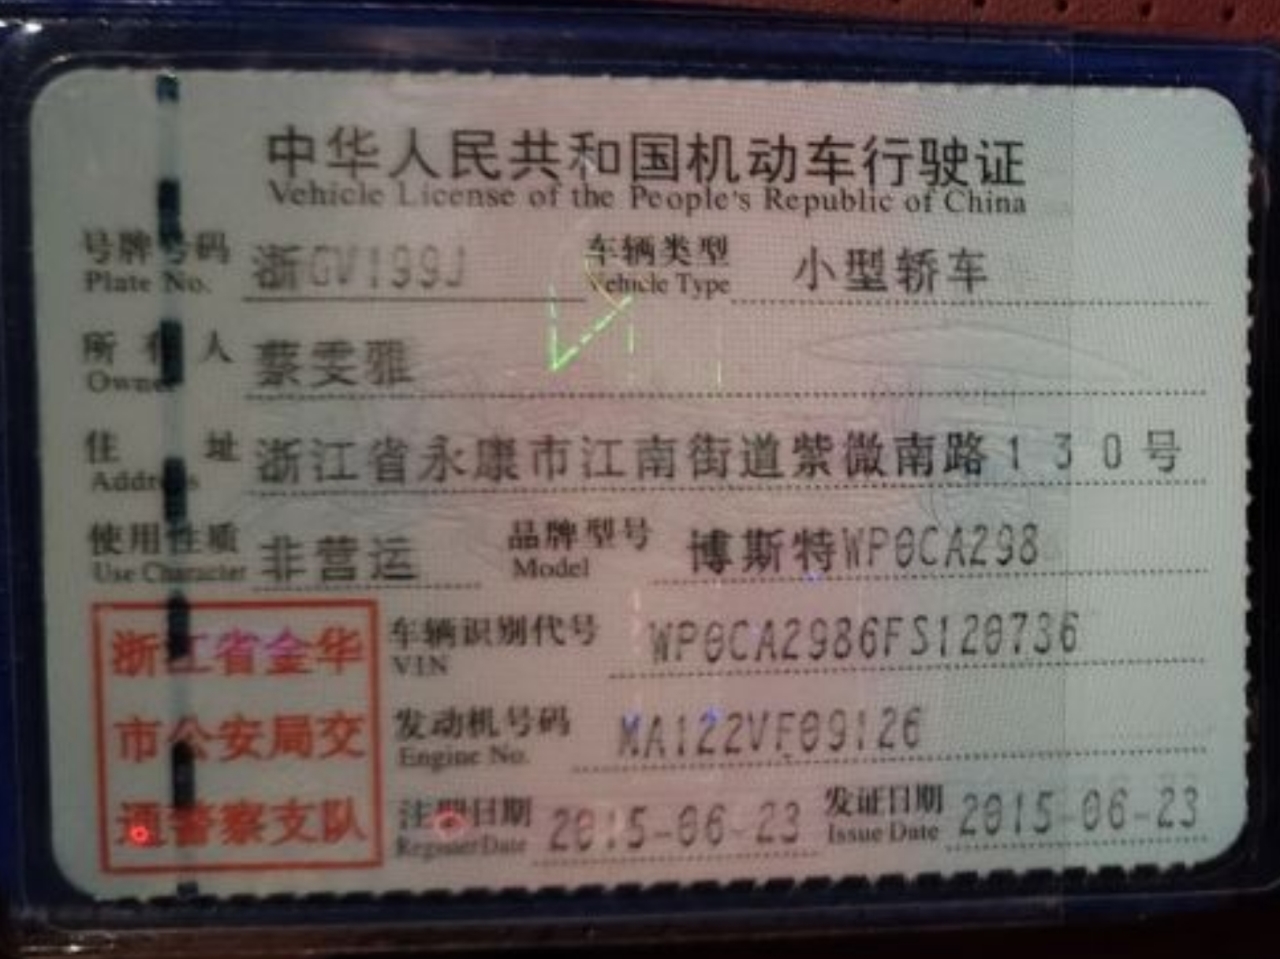 中华人民共和国机动车行驶证
Vehicle License of the People's Republic of China
号牌号码 浙GV199J 车辆类型 小型轿车
Plate No. Vehicle Type
所有人 蔡雯雅
Owner
住址 浙江省永康市江南街道紫微南路130号
Address
使用性质 非营运 品牌型号 博斯特WP0CA298
Use Character Model
浙江省金华
市公安局交
通警察支队
车辆识别代号 WP0CA2986FS120736
VIN
发动机号码 MA122VF09126
Engine No.
注册日期 2015-06-23 发证日期 2015-06-23
Register Date Issue Date